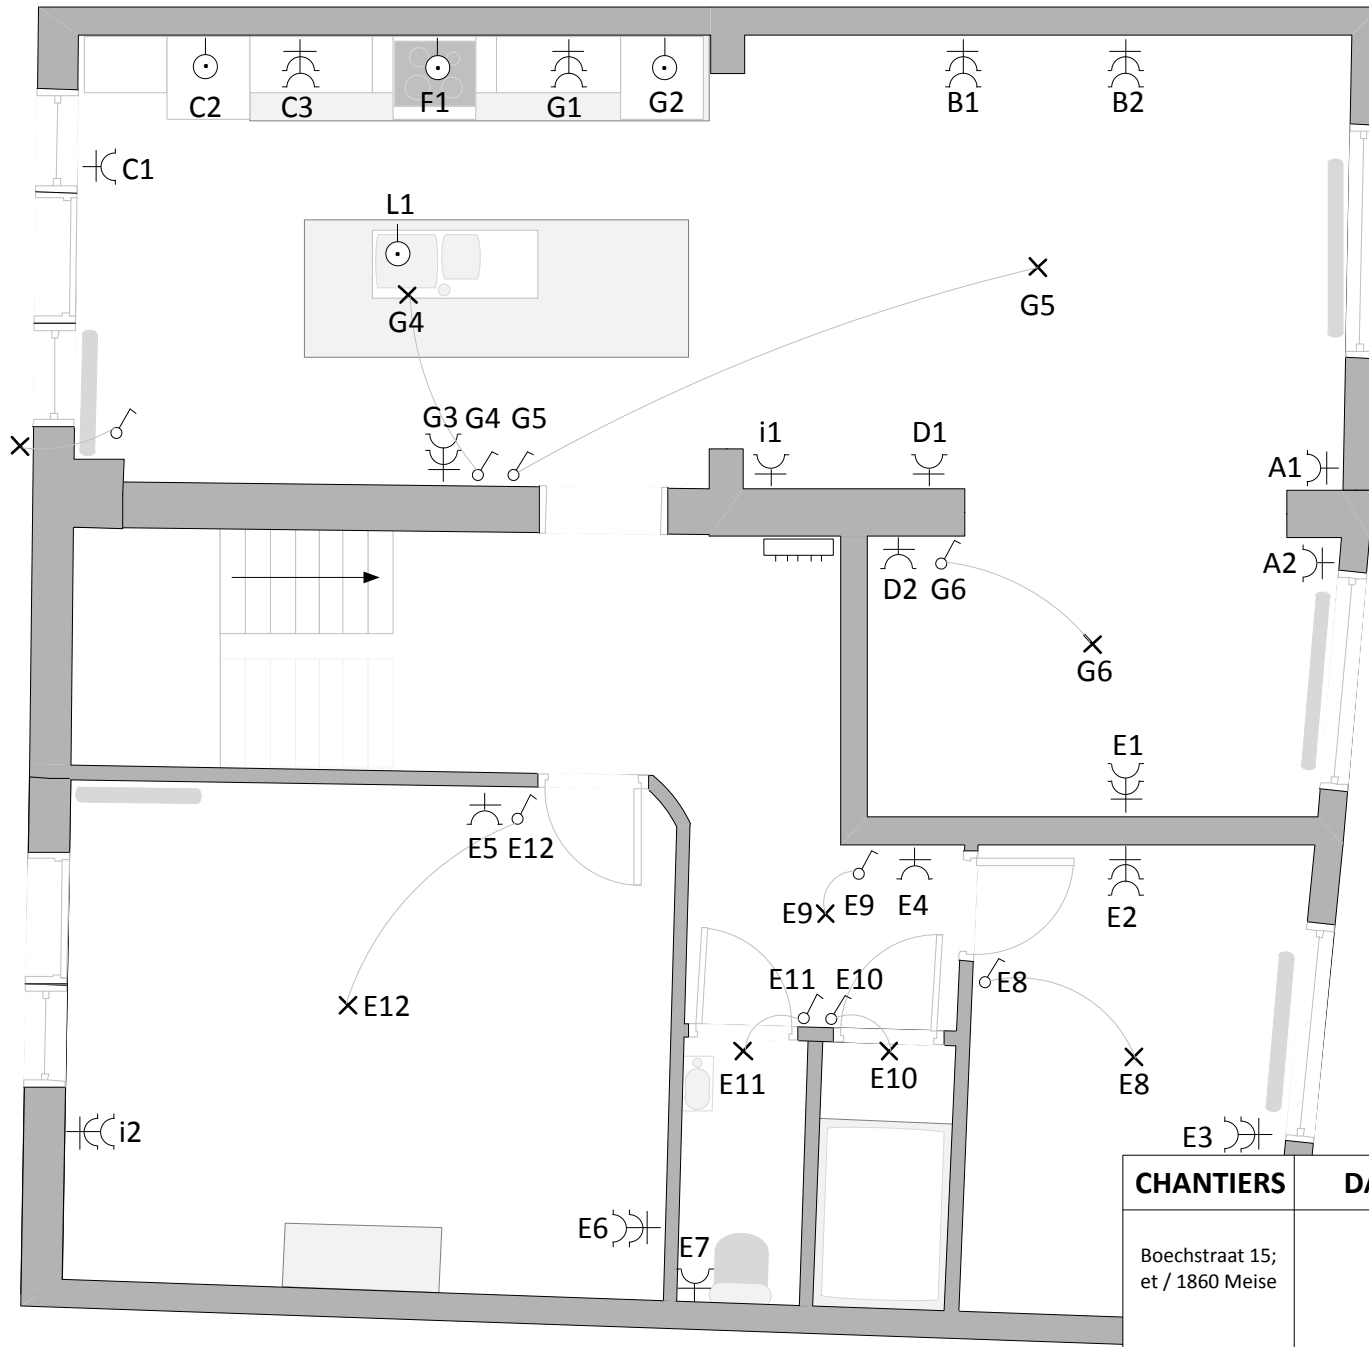 C2 C3 F1 G1 G2 B1 B2
C1
L1
G4
G5
G3 G4 G5
i1 D1
A1
A2
D2 G6
G6
E1
E5 E12
E9 E9 E4 E2
E11 E10 E8
E12
E11 E10 E8
i2
E3
E6
E7
CHANTIERS
Boechstraat 15;
et / 1860 Meise